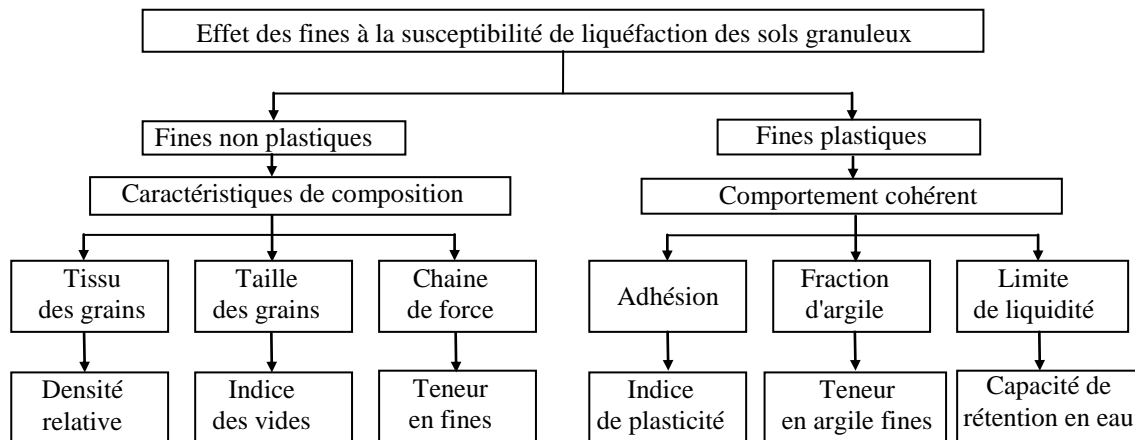 Effet des fines à la susceptibilité de liquéfaction des sols granuleux
Fines non plastiques
Fines plastiques
Caractéristiques de composition
Comportement cohérent
Tissu
des grains
Taille
des grains
Chaine
de force
Adhésion
Fraction
d'argile
Limite
de liquidité
Densité
relative
Indice
des vides
Teneur
en fines
Indice
de plasticité
Teneur
en argile fines
Capacité de
rétention en eau